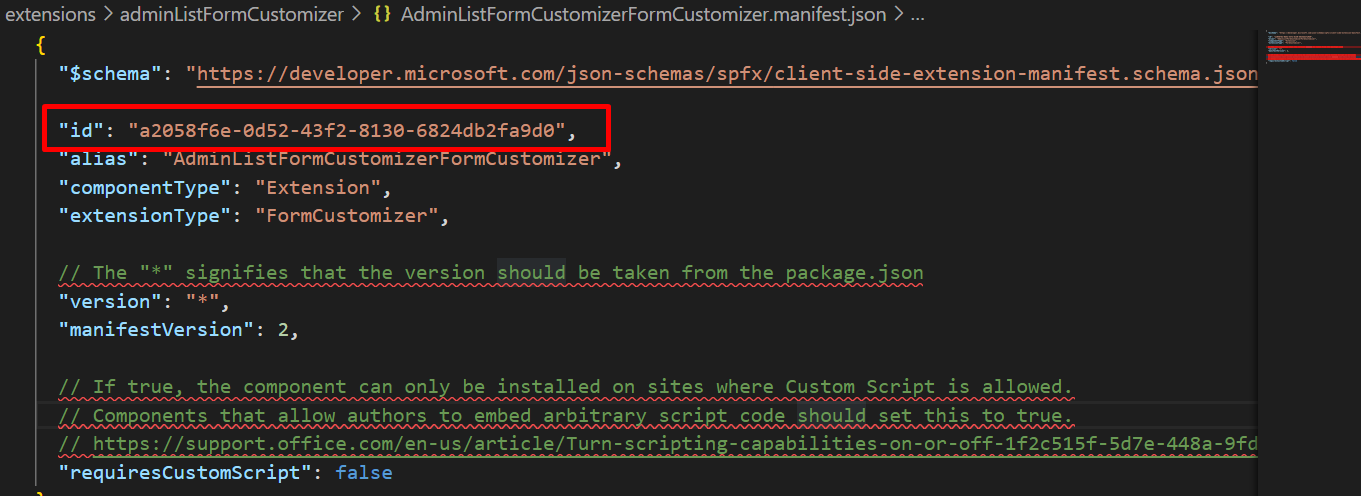 extensions > adminListFormCustomizer > {} AdminListFormCustomizerFormCustomizer.manifest.json > ...
{
"$schema": "https://developer.microsoft.com/json-schemas/spfx/client-side-extension-manifest.schema.json
"id": "a2058f6e-0d52-43f2-8130-6824db2fa9d0",
"alias": "AdminListFormCustomizerFormCustomizer",
"componentType": "Extension",
"extensionType": "FormCustomizer",
// The "*" signifies that the version should be taken from the package.json
"version": "*",
"manifestVersion": 2,
// If true, the component can only be installed on sites where Custom Script is allowed.
// Components that allow authors to embed arbitrary script code should set this to true.
// https://support.office.com/en-us/article/Turn-scripting-capabilities-on-or-off-1f2c515f-5d7e-448a-9fd
"requiresCustomScript": false